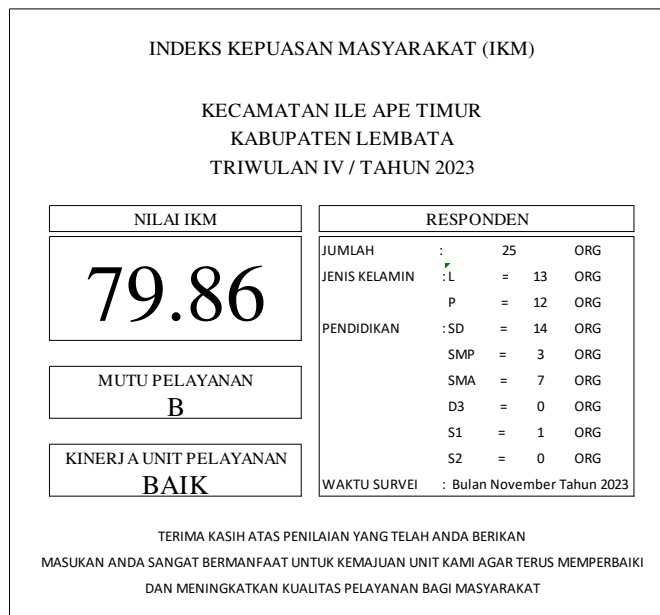 INDEKS KEPUASAN MASYARAKAT (IKM)
KECAMATAN ILE APE TIMUR
KABUPATEN LEMBATA
TRIWULAN IV / TAHUN 2023
NILAI IKM
79.86
MUTU PELAYANAN
B
KINERJA UNIT PELAYANAN
BAIK
RESPONDEN
JUMLAH : 25 ORG
JENIS KELAMIN : L = 13 ORG
P = 12 ORG
PENDIDIKAN : SD = 14 ORG
SMP = 3 ORG
SMA = 7 ORG
D3 = 0 ORG
S1 = 1 ORG
S2 = 0 ORG
WAKTU SURVEI : Bulan November Tahun 2023
TERIMA KASIH ATAS PENILAIAN YANG TELAH ANDA BERIKAN
MASUKAN ANDA SANGAT BERMANFAAT UNTUK KEMAJUAN UNIT KAMI AGAR TERUS MEMPERBAIKI
DAN MENINGKATKAN KUALITAS PELAYANAN BAGI MASYARAKAT